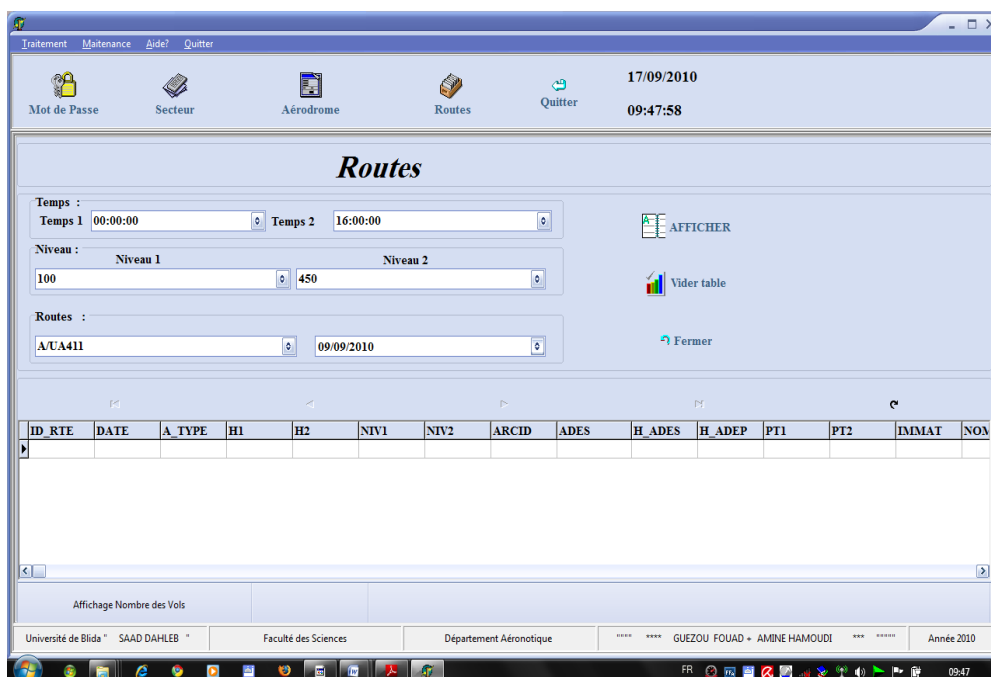 Traitement Maitenance Aide? Quitter
Mot de Passe Secteur Aérodrome Routes Quitter
17/09/2010
09:47:58
Routes
Temps :
Temps 1 00:00:00 Temps 2 16:00:00
AFFICHER
Niveau :
Niveau 1 Niveau 2
100 450
Vider table
Routes :
A/UA411 09/09/2010
Fermer
ID_RTE DATE A_TYPE H1 H2 NIV1 NIV2 ARCID ADES H_ADES H_ADEP PT1 PT2 IMMAT NOM
Affichage Nombre des Vols
Université de Blida " SAAD DAHLEB " Faculté des Sciences Département Aéronotique """" **** GUEZOU FOUAD + AMINE HAMOUDI *** """"" Année 2010
FR 09:47